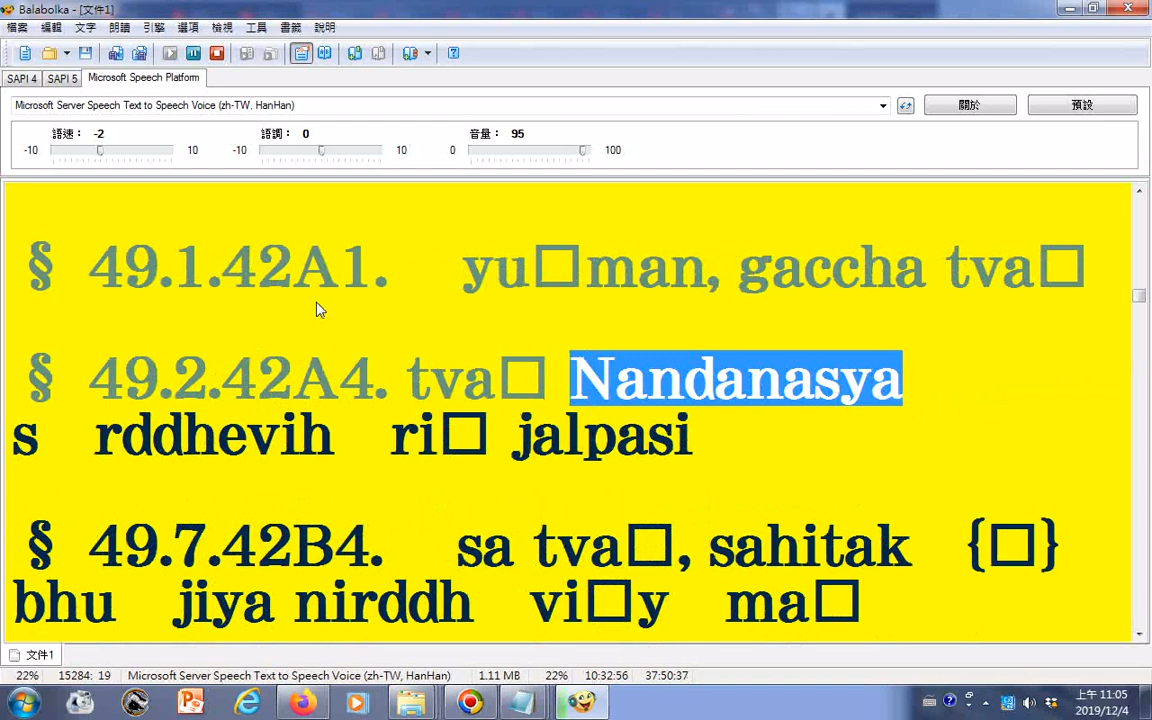 Balabolka - [文件1]
檔案 編輯 文字 朗讀 引擎 選項 檢視 工具 書籤 說明
SAPI 4 SAPI 5 Microsoft Speech Platform
Microsoft Server Speech Text to Speech Voice (zh-TW, HanHan) 關於 預設
語速： -2 語調： 0 音量： 95
-10 10 -10 10 0 100
§ 49.1.42A1. yu□man, gaccha tva□
§ 49.2.42A4. tva□ Nandanasya
s rddhevih ri□ jalpasi
§ 49.7.42B4. sa tva□, sahitak {□}
bhu jiya nirddh vi□y ma□
文件1
22% 15284: 19 Microsoft Server Speech Text to Speech Voice (zh-TW, HanHan) 1.11 MB 22% 10:32:56 37:50:37
上午 11:05
2019/12/4